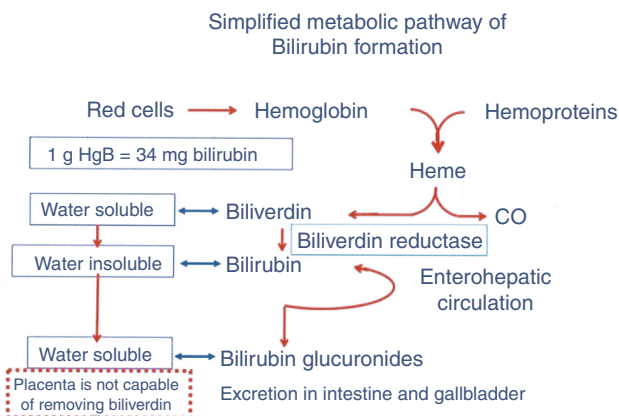 Simplified metabolic pathway of
Bilirubin formation
Red cells Hemoglobin Hemoproteins
1 g HgB = 34 mg bilirubin
Heme
Water soluble Biliverdin CO
Biliverdin reductase
Water insoluble Bilirubin
Enterohepatic
circulation
Water soluble Bilirubin glucuronides
Placenta is not capable
of removing biliverdin
Excretion in intestine and gallbladder